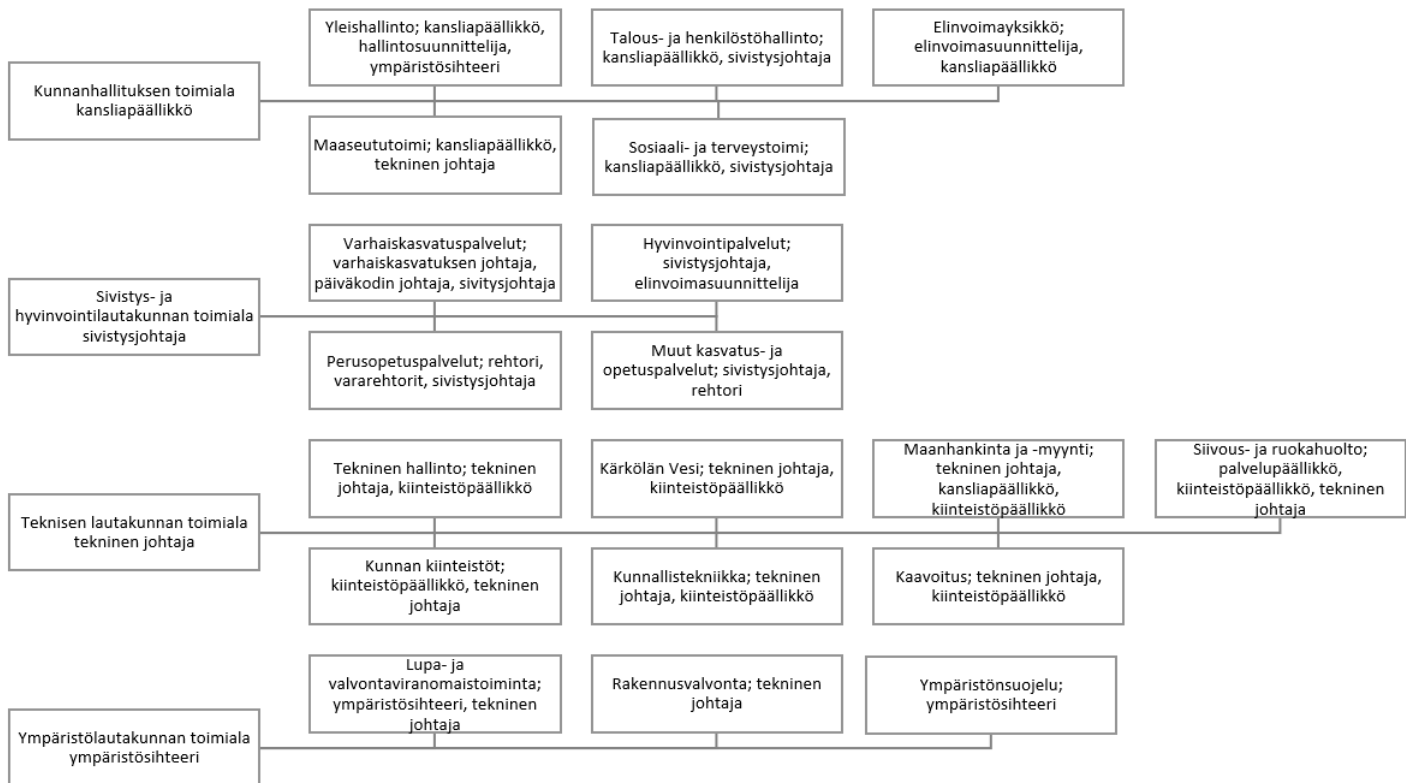 Yleishallinto; kansliapäällikkö,
hallintosuunnittelija,
ympäristösihteeri
Talous- ja henkilöstöhallinto;
kansliapäällikkö, sivistysjohtaja
Elinvoimayksikkö;
elinvoimasuunnittelija,
kansliapäällikkö
Kunnanhallituksen toimiala
kansliapäällikkö
Maaseututoimi; kansliapäällikkö,
tekninen johtaja
Sosiaali- ja terveystoimi;
kansliapäällikkö, sivistysjohtaja
Varhaiskasvatuspalvelut;
varhaiskasvatuksen johtaja,
päiväkodin johtaja, sivitysjohtaja
Hyvinvointipalvelut;
sivistysjohtaja,
elinvoimasuunnittelija
Sivistys- ja
hyvinvointilautakunnan toimiala
sivistysjohtaja
Perusopetuspalvelut; rehtori,
vararehtorit, sivistysjohtaja
Muut kasvatus- ja
opetuspalvelut; sivistysjohtaja,
rehtori
Tekninen hallinto; tekninen
johtaja, kiinteistöpäällikkö
Kärkölän Vesi; tekninen johtaja,
kiinteistöpäällikkö
Maanhankinta ja -myynti;
tekninen johtaja,
kansliapäällikkö,
kiinteistöpäällikkö
Siivous- ja ruokahuolto;
palvelupäällikkö,
kiinteistöpäällikkö, tekninen
johtaja
Teknisen lautakunnan toimiala
tekninen johtaja
Kunnan kiinteistöt;
kiinteistöpäällikkö, tekninen
johtaja
Kunnallistekniikka; tekninen
johtaja, kiinteistöpäällikkö
Kaavoitus; tekninen johtaja,
kiinteistöpäällikkö
Lupa- ja
valvontaviranomaistoiminta;
ympäristösihteeri, tekninen
johtaja
Rakennusvalvonta; tekninen
johtaja
Ympäristönsuojelu;
ympäristösihteeri
Ympäristölautakunnan toimiala
ympäristösihteeri